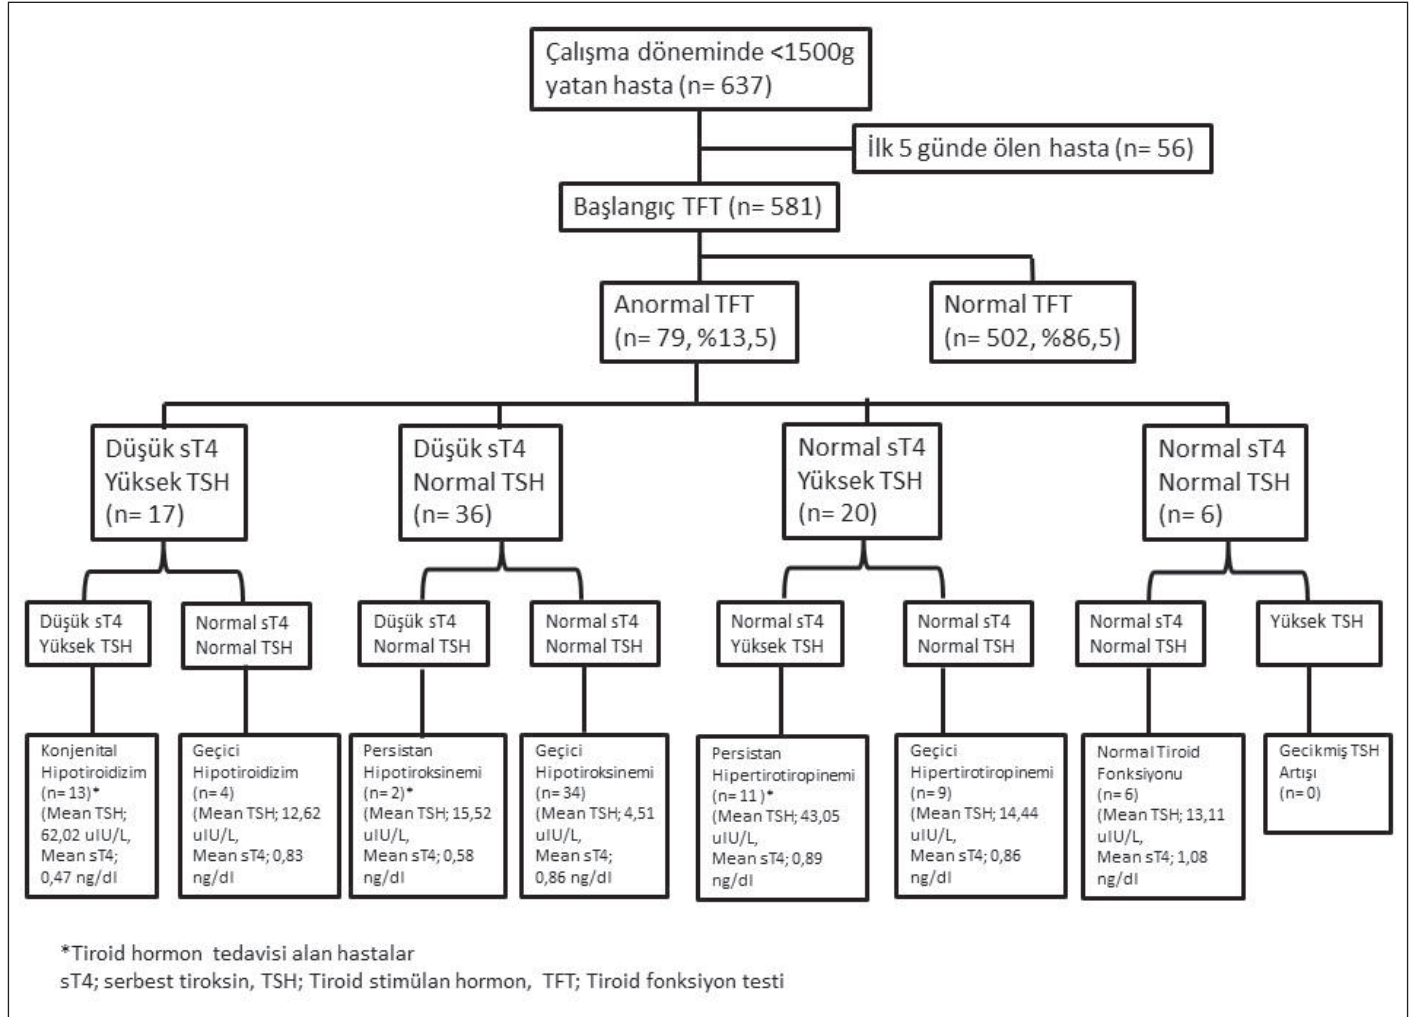 Çalışma döneminde <1500g
yatan hasta (n= 637)
İlk 5 günde ölen hasta (n= 56)
Başlangıç TFT (n= 581)
Anormal TFT
(n= 79, %13,5)
Normal TFT
(n= 502, %86,5)
Düşük sT4
Yüksek TSH
(n= 17)
Düşük sT4
Normal TSH
(n= 36)
Normal sT4
Yüksek TSH
(n= 20)
Normal sT4
Normal TSH
(n= 6)
Düşük sT4
Yüksek TSH
Normal sT4
Normal TSH
Düşük sT4
Normal TSH
Normal sT4
Normal TSH
Normal sT4
Yüksek TSH
Normal sT4
Normal TSH
Normal sT4
Normal TSH
Yüksek TSH
Konjenital
Hipotiroidizim
(n= 13)*
(Mean TSH;
62,02 uIU/L,
Mean sT4;
0,47 ng/dl
Geçici
Hipotiroidizim
(n= 4)
(Mean TSH; 12,62
uIU/L,
Mean sT4; 0,83
ng/dl
Persistan
Hipotiroksinemi
(n= 2)*
(Mean TSH; 15,52
uIU/L,
Mean sT4; 0,58
ng/dl
Geçici
Hipotiroksinemi
(n= 34)
(Mean TSH; 4,51
uIU/L,
Mean sT4;
0,86 ng/dl
Persistan
Hipertirotiropinemi
(n= 11)*
(Mean TSH; 43,05
uIU/L,
Mean sT4; 0,89
ng/dl
Geçici
Hipertirotiropinemi
(n= 9)
(Mean TSH; 14,44
uIU/L,
Mean sT4; 0,86
ng/dl
Normal Tiroid
Fonksiyonu
(n= 6)
(Mean TSH; 13,11
uIU/L,
Mean sT4; 1,08
ng/dl
Gecikmiş TSH
Artışı
(n= 0)
*Tiroid hormon tedavisi alan hastalar
sT4; serbest tiroksin, TSH; Tiroid stimülan hormon, TFT; Tiroid fonksiyon testi